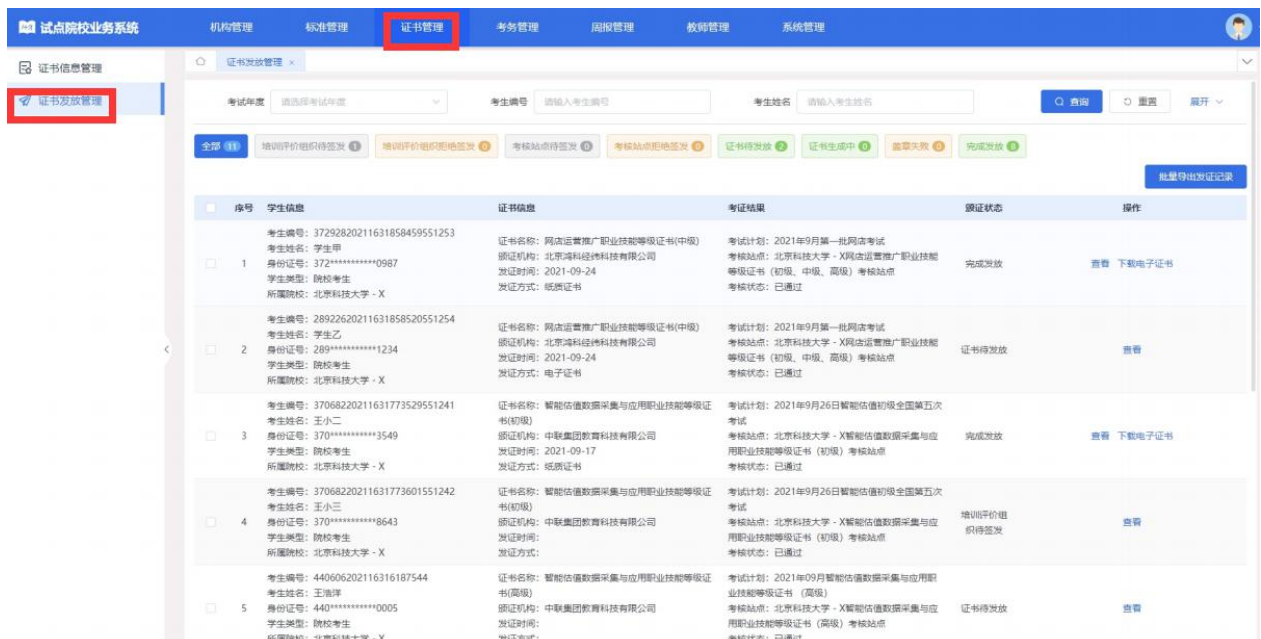 试点院校业务系统
机构管理 标准管理 证书管理 考务管理 周报管理 教师管理 系统管理
证书信息管理
证书发放管理
证书发放管理 ×
考试年度 请选择考试年度 考生编号 请输入考生编号 考生姓名 请输入考生姓名 查询 重置 展开
全部 11 培训评价组织待签发 1 培训评价组织拒绝签发 0 考核站点待签发 0 考核站点拒绝签发 0 证书待发放 2 证书生成中 0 盖章失败 0 完成发放 8
批量导出发证记录
序号 学生信息 证书信息 考证结果 颁证状态 操作
1
考生编号：37292820211631858459551253
考生姓名：学生甲
身份证号：372***********0987
学生类型：院校考生
所属院校：北京科技大学 - X
证书名称：网店运营推广职业技能等级证书(中级)
颁证机构：北京鸿科经纬科技有限公司
发证时间：2021-09-24
发证方式：纸质证书
考试计划：2021年9月第一批网店考试
考核站点：北京科技大学 - X网店运营推广职业技能
等级证书（初级、中级、高级）考核站点
考核状态：已通过
完成发放
查看 下载电子证书
2
考生编号：28922620211631858520551254
考生姓名：学生乙
身份证号：289***********1234
学生类型：院校考生
所属院校：北京科技大学 - X
证书名称：网店运营推广职业技能等级证书(中级)
颁证机构：北京鸿科经纬科技有限公司
发证时间：2021-09-24
发证方式：电子证书
考试计划：2021年9月第一批网店考试
考核站点：北京科技大学 - X网店运营推广职业技能
等级证书（初级、中级、高级）考核站点
考核状态：已通过
证书待发放
查看
3
考生编号：37068220211631773529551241
考生姓名：王小二
身份证号：370***********3549
学生类型：院校考生
所属院校：北京科技大学 - X
证书名称：智能估值数据采集与应用职业技能等级证
书(初级)
颁证机构：中联集团教育科技有限公司
发证时间：2021-09-17
发证方式：纸质证书
考试计划：2021年9月26日智能估值初级全国第五次
考试
考核站点：北京科技大学 - X智能估值数据采集与应
用职业技能等级证书（初级）考核站点
考核状态：已通过
完成发放
查看 下载电子证书
4
考生编号：37068220211631773601551242
考生姓名：王小三
身份证号：370***********8643
学生类型：院校考生
所属院校：北京科技大学 - X
证书名称：智能估值数据采集与应用职业技能等级证
书(初级)
颁证机构：中联集团教育科技有限公司
发证时间：
发证方式：
考试计划：2021年9月26日智能估值初级全国第五次
考试
考核站点：北京科技大学 - X智能估值数据采集与应
用职业技能等级证书（初级）考核站点
考核状态：已通过
培训评价组
织待签发
查看
5
考生编号：440606202116316187544
考生姓名：王浩洋
身份证号：440***********0005
学生类型：院校考生
所属院校：北京科技大学 - X
证书名称：智能估值数据采集与应用职业技能等级证
书(高级)
颁证机构：中联集团教育科技有限公司
发证时间：
发证方式：
考试计划：2021年09月智能估值数据采集与应用职
业技能等级证书 （高级）
考核站点：北京科技大学 - X智能估值数据采集与应
用职业技能等级证书（高级）考核站点
考核状态：已通过
证书待发放
查看